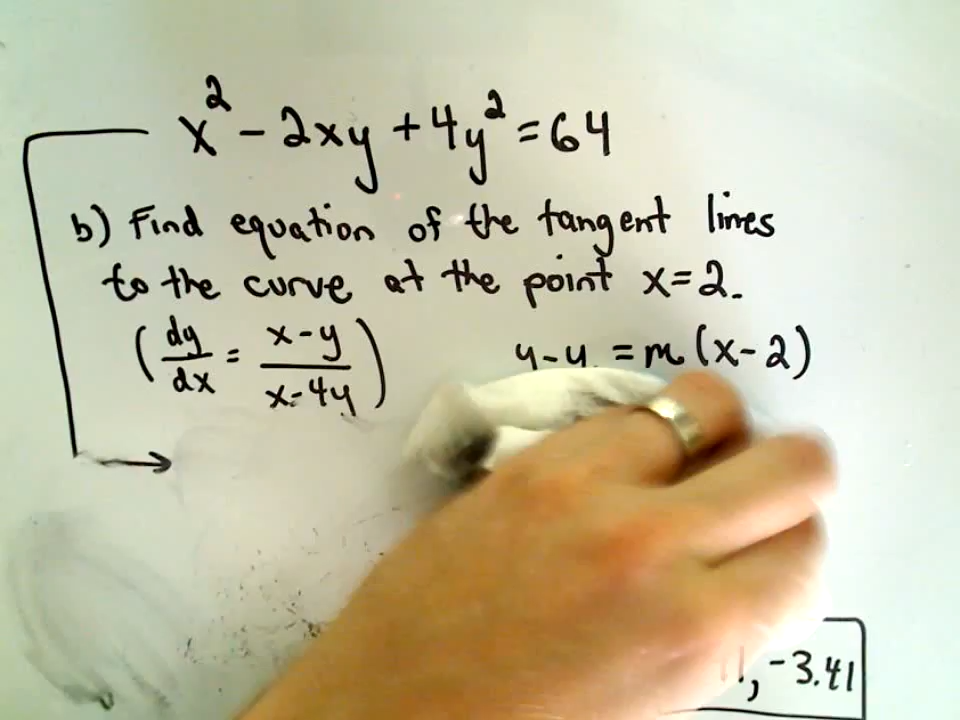 x² - 2xy + 4y² = 64
b) Find equation of the tangent lines
to the curve at the point x=2.
(dy/dx = x-y/x-4y) y-y = m(x-2)
, -3.41